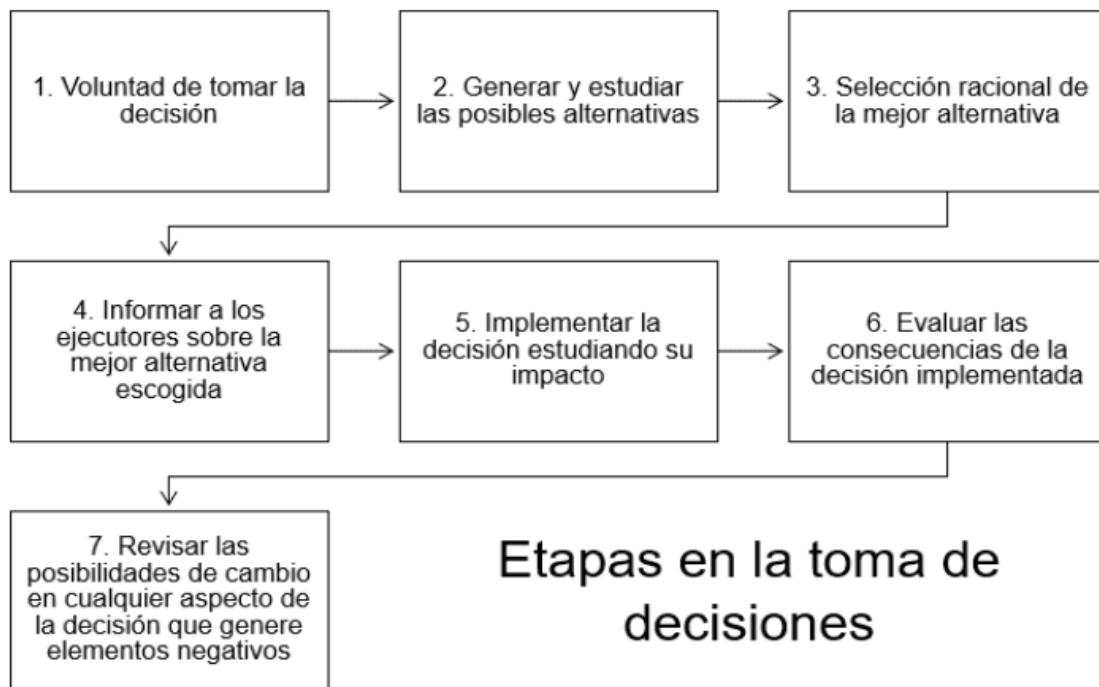 1. Voluntad de tomar la
decisión
2. Generar y estudiar
las posibles alternativas
3. Selección racional de
la mejor alternativa
4. Informar a los
ejecutores sobre la
mejor alternativa
escogida
5. Implementar la
decisión estudiando su
impacto
6. Evaluar las
consecuencias de la
decisión implementada
7. Revisar las
posibilidades de cambio
en cualquier aspecto de
la decisión que genere
elementos negativos
Etapas en la toma de
decisiones